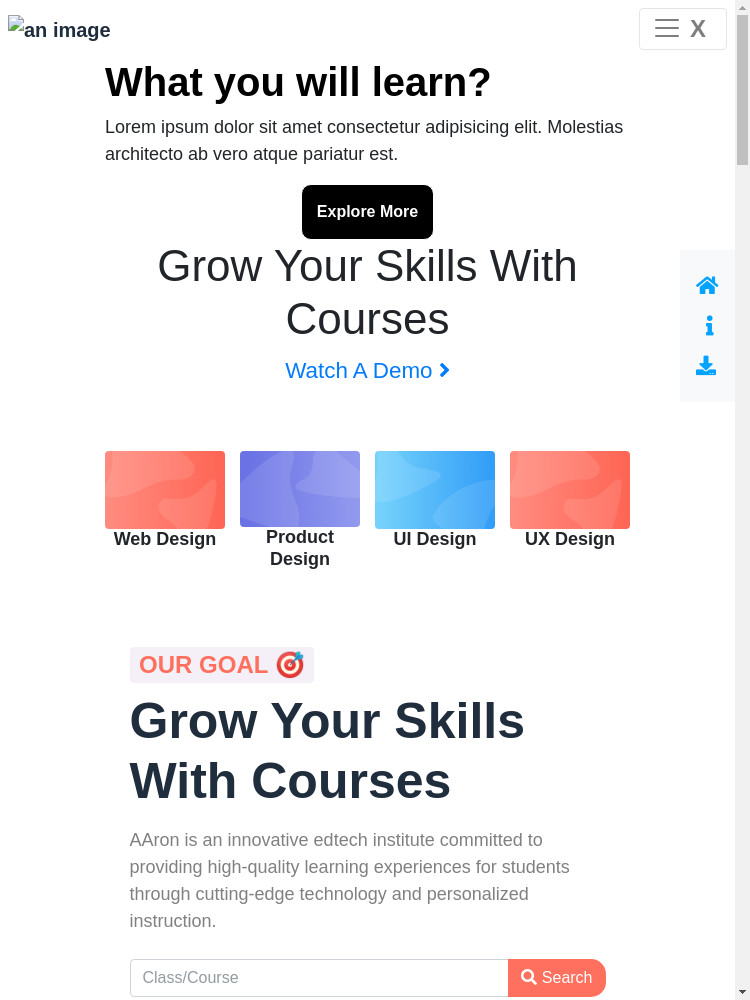 an image
X
What you will learn?
Lorem ipsum dolor sit amet consectetur adipisicing elit. Molestias
architecto ab vero atque pariatur est.
Explore More
Grow Your Skills With
Courses
Watch A Demo
Web Design
Product
Design
UI Design
UX Design
OUR GOAL 🎯
Grow Your Skills
With Courses
AAron is an innovative edtech institute committed to
providing high-quality learning experiences for students
through cutting-edge technology and personalized
instruction.
Class/Course
Search